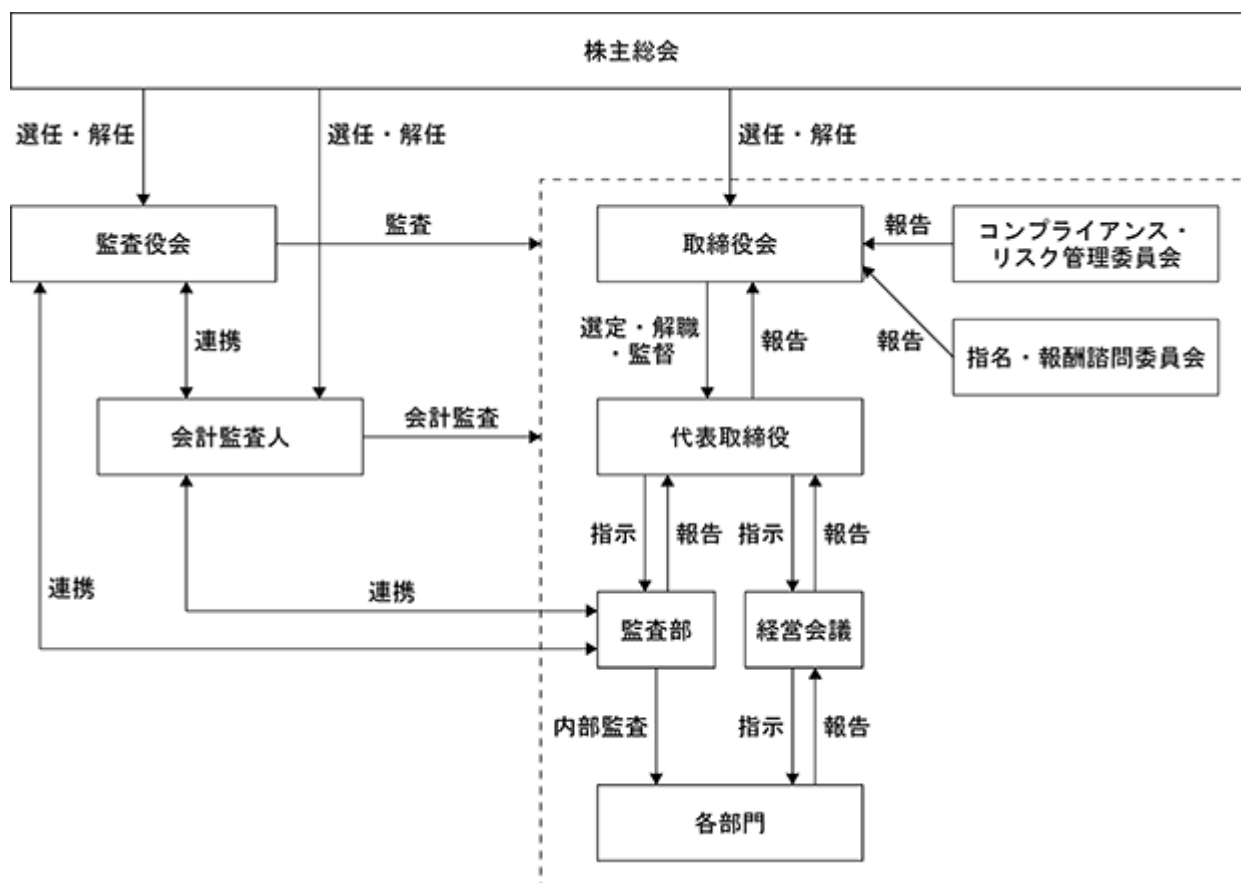 株主総会
選任・解任
選任・解任
選任・解任
監査役会
監査
取締役会
報告
コンプライアンス・
リスク管理委員会
連携
選定・解職
・監督
報告
報告
指名・報酬諮問委員会
会計監査人
会計監査
代表取締役
指示
報告
指示
報告
連携
連携
監査部
経営会議
内部監査
指示
報告
各部門